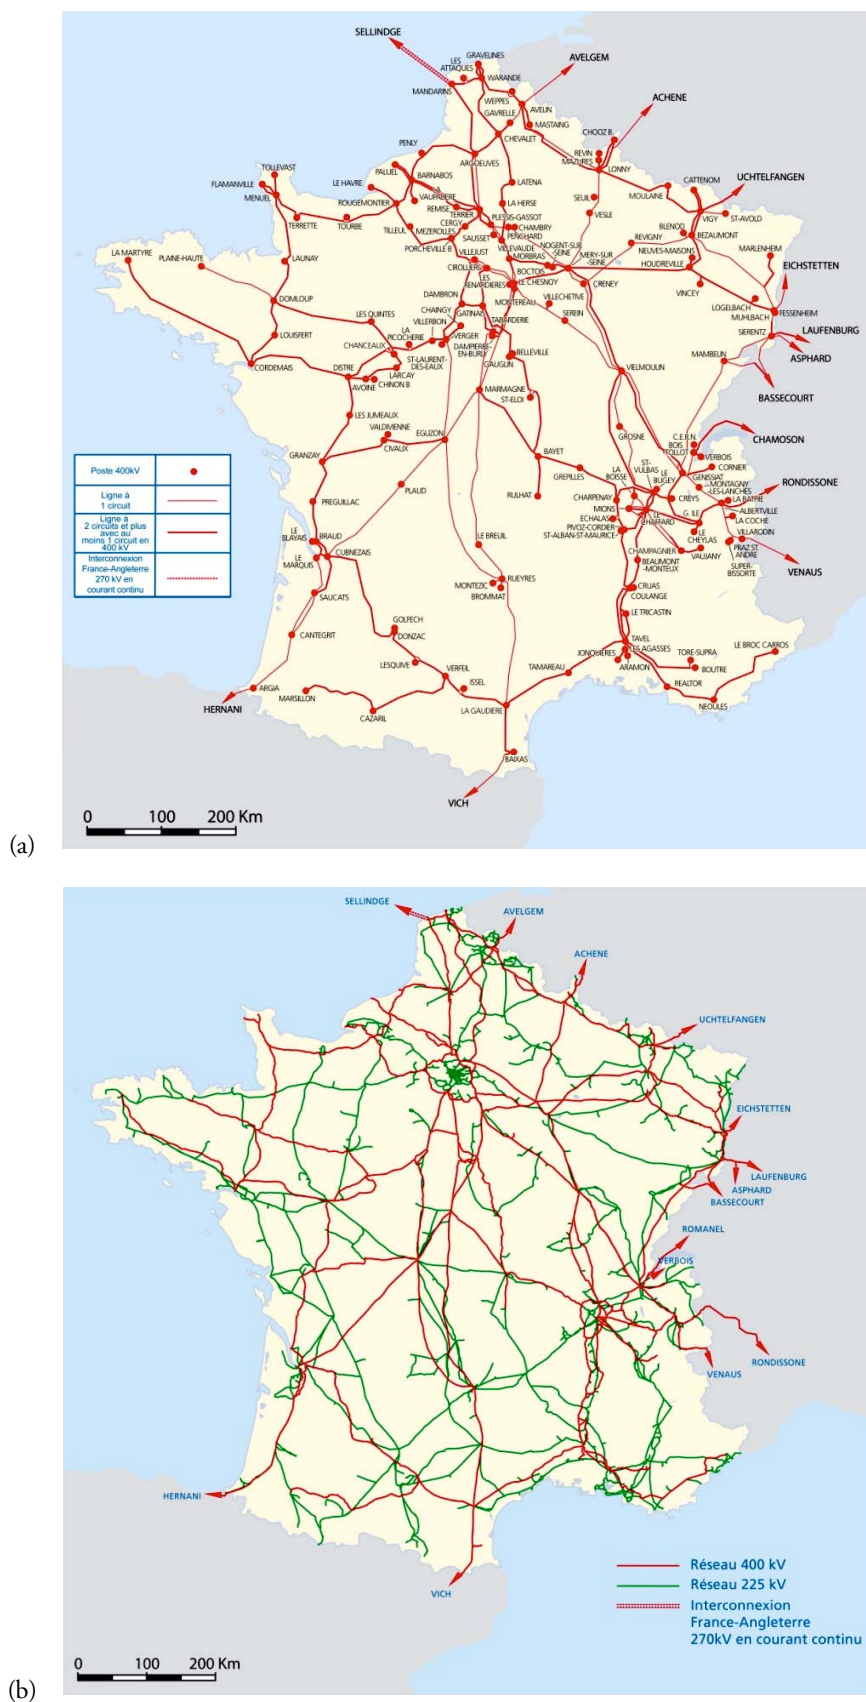 SELLINDGE
GRAVELINES
LES
ATTAQUES
WARANDE
AVELGEM
MANDARINS
WEPPES
AVELIN
ACHENE
GAVRELLE
MASTAING
CHOOZ B.
CHEVALET
PENLY
REVIN
MAZURES
LONNY
ARGOEUVES
TOLLEVAST
PALUEL
BARNABOS
LATENA
CATTENOM
UCHTELFANGEN
FLAMANVILLE
LE HAVRE
LA
VAUPALIERE
MOULAINE
MENUEL
ROUGEMONTIER
REMISE
LA HERSE
SEUIL
VIGY
ST-AVOLD
TERRIER
PLESSIS-GASSOT
VESLE
TERRETTE
TOURBE
CERGY
CHAMBRY
BLENOD
BEZAUMONT
TILLEUL
MEZEROLLES
SAUSSET
PENCHARD
REVIGNY
PORCHEVILLE B
VILLEVAUDE
NOGENT-SUR
-SEINE
NEUVES-MAISONS
MARLENHEIM
LA MARTYRE
PLAINE-HAUTE
LAUNAY
VILLEJUST
MORBRAS
MERY-SUR
-SEINE
HOUDREVILLE
CIROLLIERS
BOCTOIS
EICHSTETTEN
LES
RENARDIERES
LE CHESNOY
CRENEY
VINCEY
DOMLOUP
DAMBRON
MONTEREAU
VILLECHETIVE
LOGELBACH
MUHLBACH
FESSENHEIM
CHAINGY
GATINAIS
LES QUINTES
VILLERBON
TABARDERIE
SEREIN
LAUFENBURG
LOUISFERT
LA
PICOCHERIE
VERGER
SIERENTZ
CHANCEAUX
DAMPIERRE-
EN-BURLY
BELLEVILLE
ASPHARD
ST-LAURENT-
DES-EAUX
GAUGLIN
MAMBELIN
CORDEMAIS
DISTRE
LARCAY
VIELMOULIN
BASSECOURT
AVOINE
CHINON B
MARMAGNE
ST-ELOI
LES JUMEAUX
VALDIVIENNE
EGUZON
GROSNE
C.E.R.N.
BOIS
TOLLOT
CHAMOSON
CIVAUX
VERBOIS
GRANZAY
BAYET
ST-
VULBAS
CORNIER
LA
BOISSE
LE
BUGEY
GENISSIAT
GREPILLES
MONTAGNY
-LES-LANCHES
RONDISSONE
PLAUD
CREYS
LA BATHIE
PREGUILLAC
RULHAT
CHARPENAY
ALBERTVILLE
MIONS
G. ILE
LA COCHE
ECHALAS
LE
CHAFFARD
VILLARODIN
LE
BLAYAIS
BRAUD
PIVOZ-CORDIER
LE
CHEYLAS
ST-ALBAN-ST-MAURICE
PRAZ ST.
ANDRE
LE BREUIL
CHAMPAGNIER
VAUJANY
LE
MARQUIS
CUBNEZAIS
BEAUMONT
-MONTEUX
SUPER-
BISSORTE
VENAUS
RUEYRES
MONTEZIC
BROMMAT
CRUAS
COULANGE
SAUCATS
LE TRICASTIN
GOLFECH
CANTEGRIT
DONZAC
TAVEL
JONQUIERES
LES AGASSES
TORE-SUPRA
LE BROC CARROS
LESQUIVE
VERFEIL
TAMAREAU
ARAMON
BOUTRE
ARGIA
ISSEL
REALTOR
HERNANI
MARSILLON
CAZARIL
LA GAUDIERE
NEOULES
BAIXAS
VICH
Poste 400kV
Ligne à
1 circuit
Ligne à
2 circuits et plus
avec au
moins 1 circuit en
400 kV
Interconnexion
France-Angleterre
270 kV en
courant continu
0 100 200 Km
(a)
SELLINDGE
AVELGEM
ACHENE
UCHTELFANGEN
EICHSTETTEN
LAUFENBURG
ASPHARD
BASSECOURT
ROMANEL
VERBOIS
RONDISSONE
VENAUS
HERNANI
VICH
Réseau 400 kV
Réseau 225 kV
Interconnexion
France-Angleterre
270kV en courant continu
0 100 200 Km
(b)